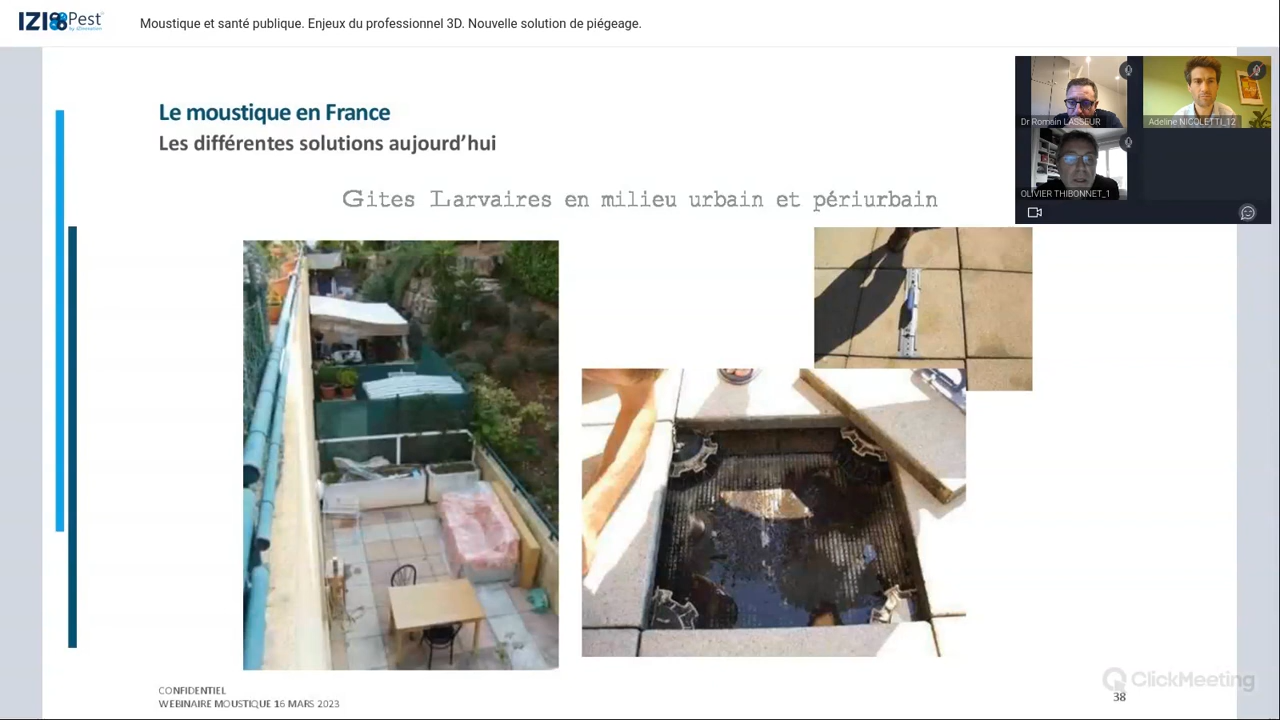 IZI Pest
by IZInovation
Moustique et santé publique. Enjeux du professionnel 3D. Nouvelle solution de piégeage.
Le moustique en France
Les différentes solutions aujourd'hui
Gites Larvaires en milieu urbain et périurbain
Dr Romain LASSEUR
Adeline NICOLETTI_12
OLIVIER THIBONNET_1
CONFIDENTIEL
WEBINAIRE MOUSTIQUE 16 MARS 2023
ClickMeeting
38